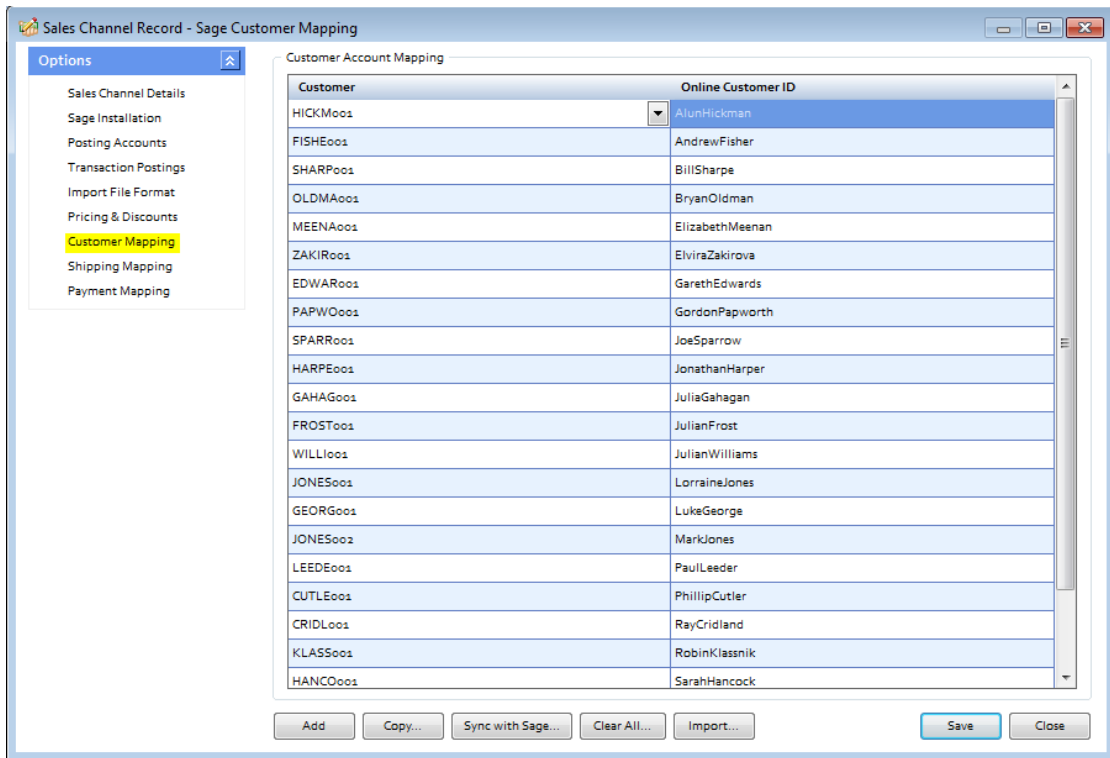 Sales Channel Record - Sage Customer Mapping
Options
Sales Channel Details
Sage Installation
Posting Accounts
Transaction Postings
Import File Format
Pricing & Discounts
Customer Mapping
Shipping Mapping
Payment Mapping
Customer Account Mapping
Customer Online Customer ID
HICKM001 AlunHickman
FISHE001 AndrewFisher
SHARP001 BillSharpe
OLDMA001 BryanOldman
MEENA001 ElizabethMeenan
ZAKIR001 ElviraZakirova
EDWAR001 GarethEdwards
PAPWO001 GordonPapworth
SPARR001 JoeSparrow
HARPE001 JonathanHarper
GAHAG001 JuliaGahagan
FROST001 JulianFrost
WILLI001 JulianWilliams
JONES001 LorraineJones
GEORG001 LukeGeorge
JONES002 MarkJones
LEEDE001 PaulLeeder
CUTLE001 PhillipCutler
CRIDL001 RayCridland
KLASS001 RobinKlassnik
HANCO001 SarahHancock
Add Copy... Sync with Sage... Clear All... Import... Save Close